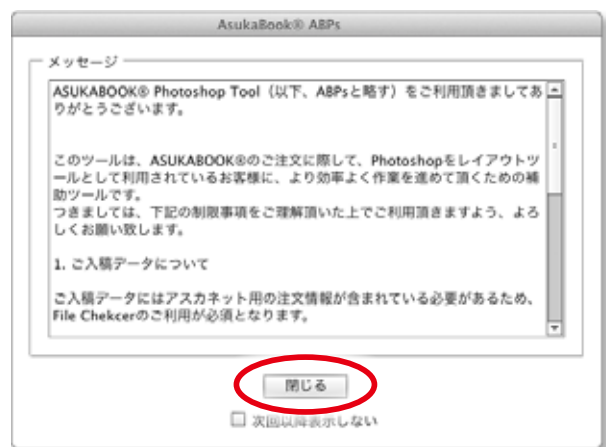 AsukaBook® ABPs
メッセージ
ASUKABOOK® Photoshop Tool（以下、ABPsと略す）をご利用頂きましてあ
りがとうございます。
このツールは、ASUKABOOK®のご注文に際して、Photoshopをレイアウトツ
ールとして利用されているお客様に、より効率よく作業を進めて頂くための補
助ツールです。
つきましては、下記の制限事項をご理解頂いた上でご利用頂きますよう、よろ
しくお願い致します。
1. ご入稿データについて
ご入稿データにはアスカネット用の注文情報が含まれている必要があるため、
File Chekcerのご利用が必須となります。
閉じる
次回以降表示しない